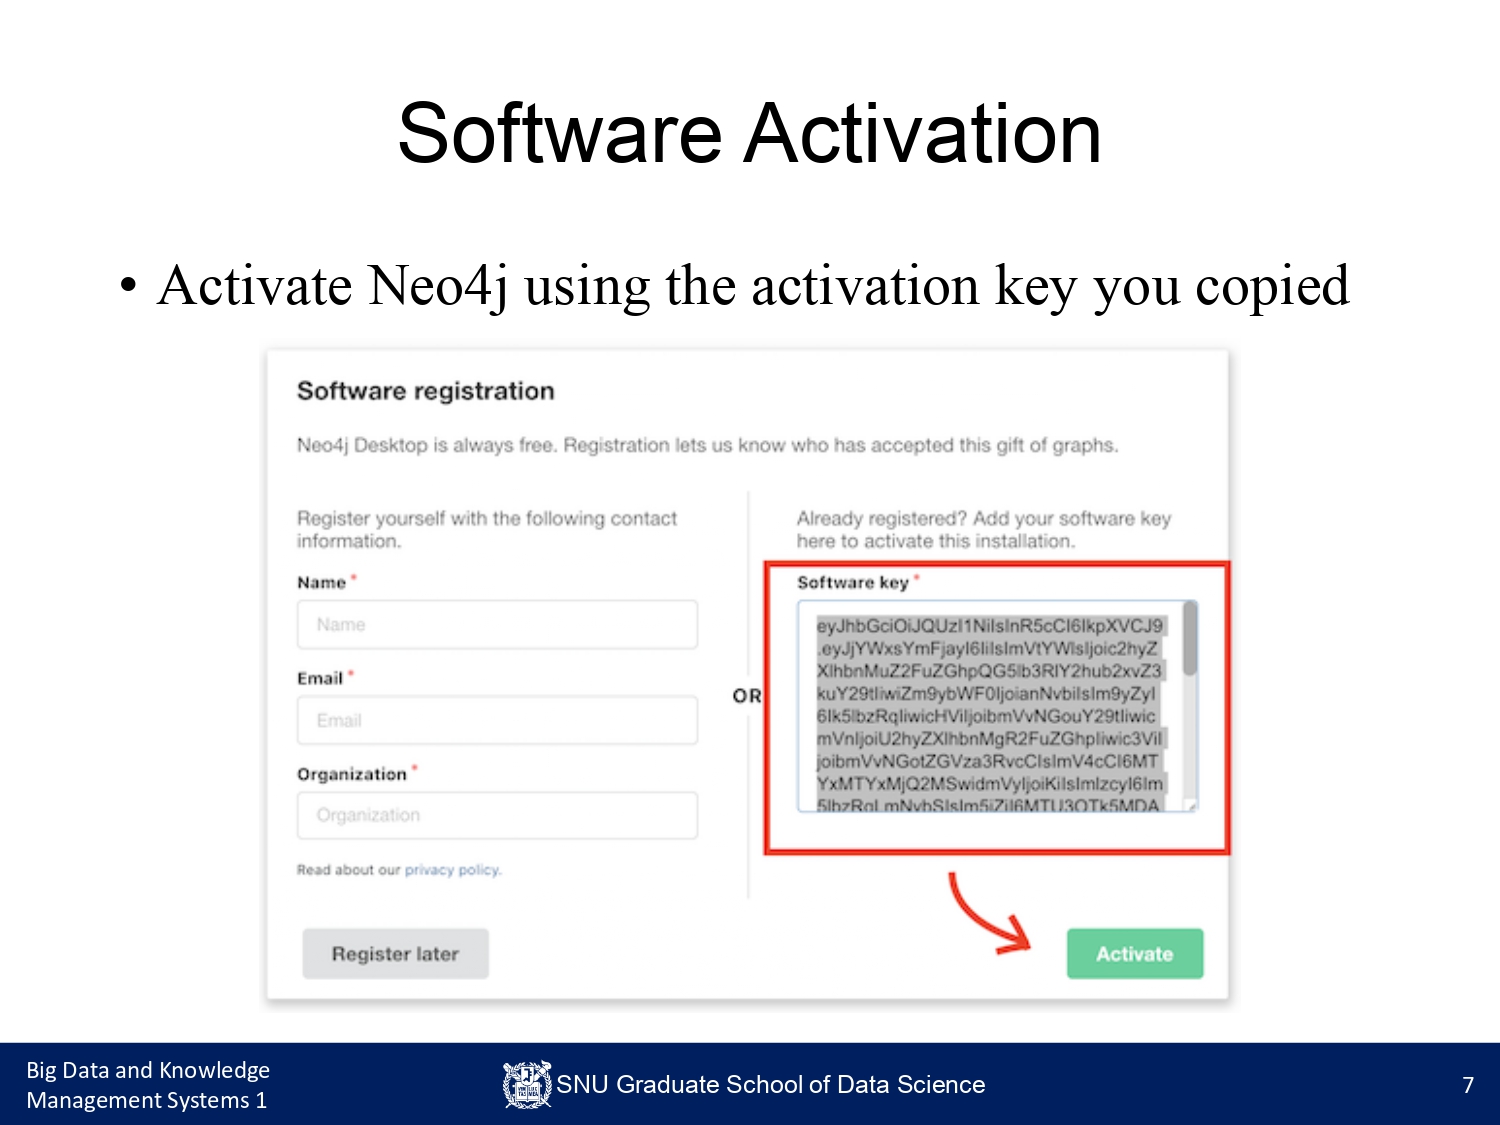 Software Activation
• Activate Neo4j using the activation key you copied
Software registration
Neo4j Desktop is always free. Registration lets us know who has accepted this gift of graphs.
Register yourself with the following contact
information.
Name *
Name
Email *
Email
Organization *
Organization
Read about our privacy policy.
Register later
OR
Already registered? Add your software key
here to activate this installation.
Software key *
Activate
Big Data and Knowledge
Management Systems 1
SNU Graduate School of Data Science
7